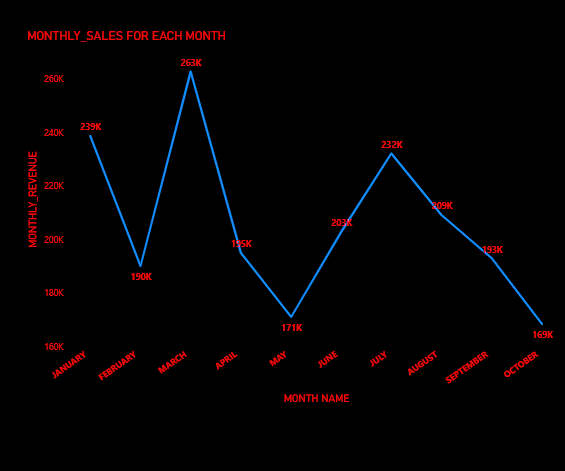 MONTHLY_SALES FOR EACH MONTH
263K
260K
239K
240K
232K
220K
MONTHLY_REVENUE
209K
203K
200K
195K
193K
190K
180K
171K
169K
160K
JANUARY
FEBRUARY
MARCH
APRIL
MAY
JUNE
JULY
AUGUST
SEPTEMBER
OCTOBER
MONTH NAME